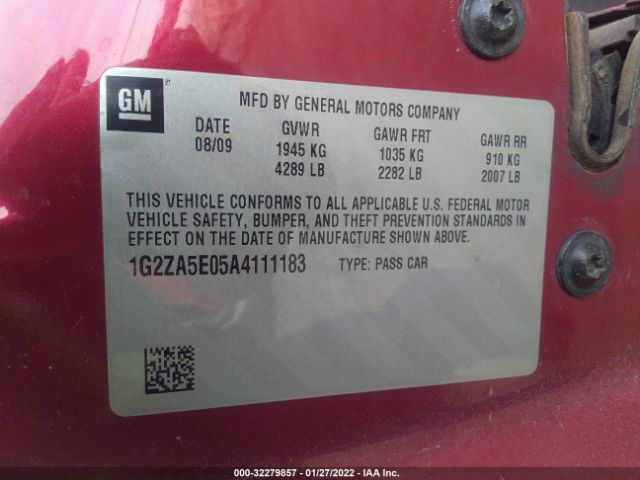 GM
MFD BY GENERAL MOTORS COMPANY
DATE GVWR GAWR FRT GAWR RR
08/09 1945 KG 1035 KG 910 KG
4289 LB 2282 LB 2007 LB
THIS VEHICLE CONFORMS TO ALL APPLICABLE U.S. FEDERAL MOTOR
VEHICLE SAFETY, BUMPER, AND THEFT PREVENTION STANDARDS IN
EFFECT ON THE DATE OF MANUFACTURE SHOWN ABOVE.
1G2ZA5E05A4111183 TYPE: PASS CAR
000-32279857 - 01/27/2022 - IAA Inc.